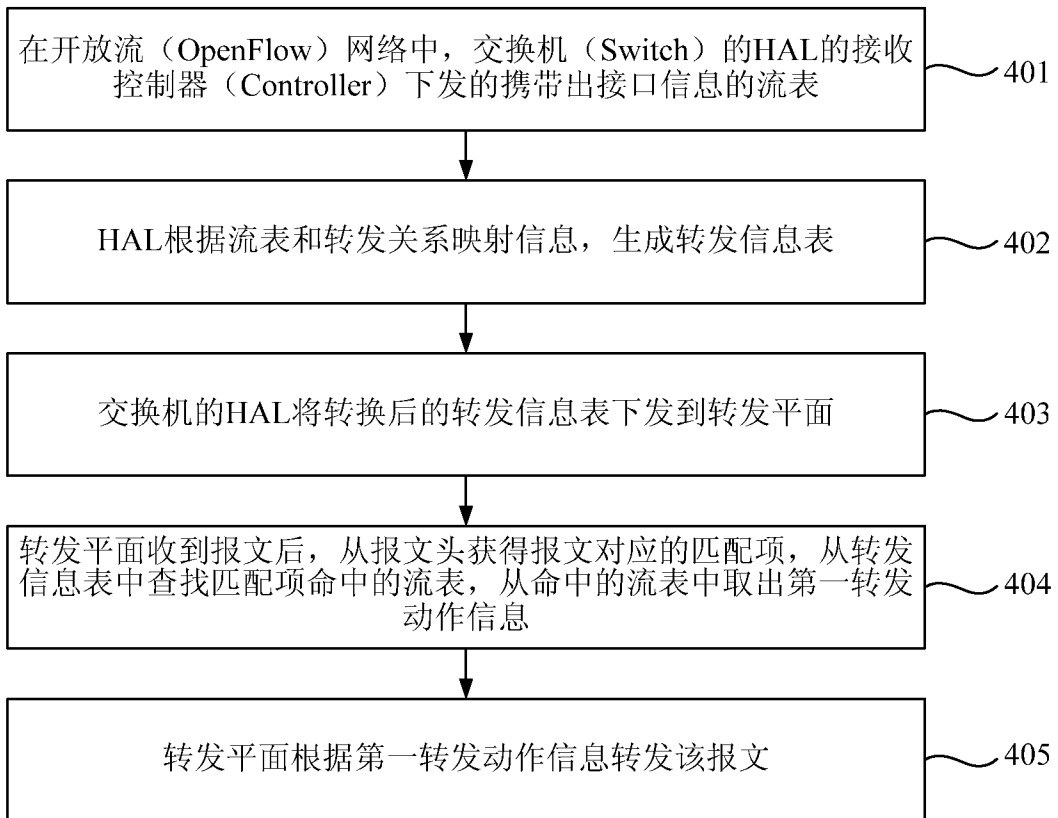 在开放流（OpenFlow）网络中，交换机（Switch）的HAL的接收
控制器（Controller）下发的携带出接口信息的流表
401
HAL根据流表和转发关系映射信息，生成转发信息表
402
交换机的HAL将转换后的转发信息表下发到转发平面
403
转发平面收到报文后，从报文头获得报文对应的匹配项，从转发
信息表中查找匹配项命中的流表，从命中的流表中取出第一转发
动作信息
404
转发平面根据第一转发动作信息转发该报文
405